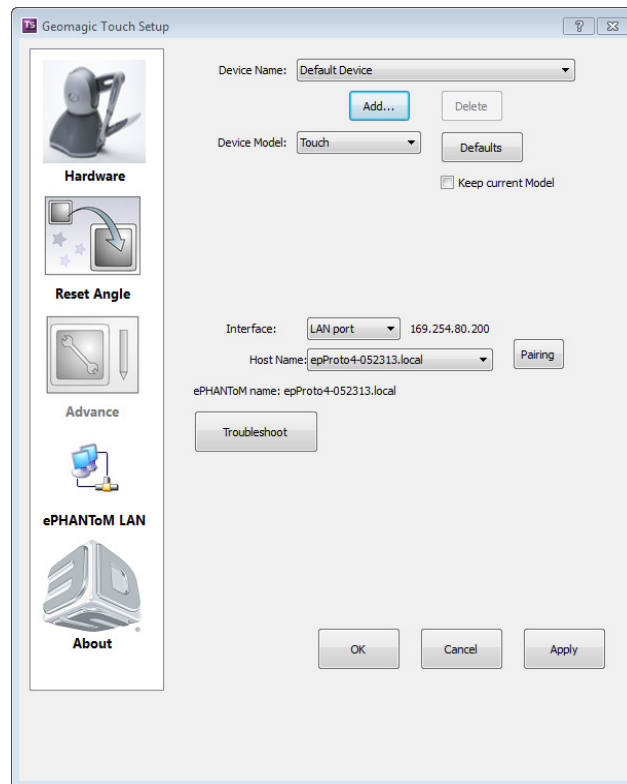 Geomagic Touch Setup
Device Name: Default Device
Add... Delete
Device Model: Touch Defaults
Keep current Model
Hardware
Reset Angle
Interface: LAN port 169.254.80.200
Host Name: epProto4-052313.local Pairing
ePHANToM name: epProto4-052313.local
Advance
Troubleshoot
ePHANToM LAN
3DS
About
OK Cancel Apply